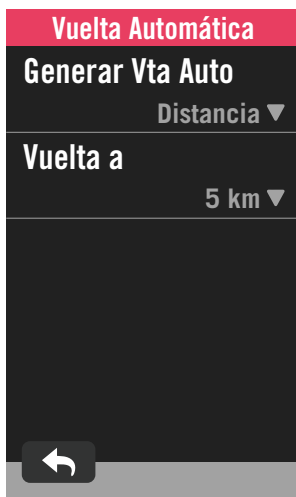 Vuelta Automática
Generar Vta Auto
Distancia ▼
Vuelta a
5 km ▼